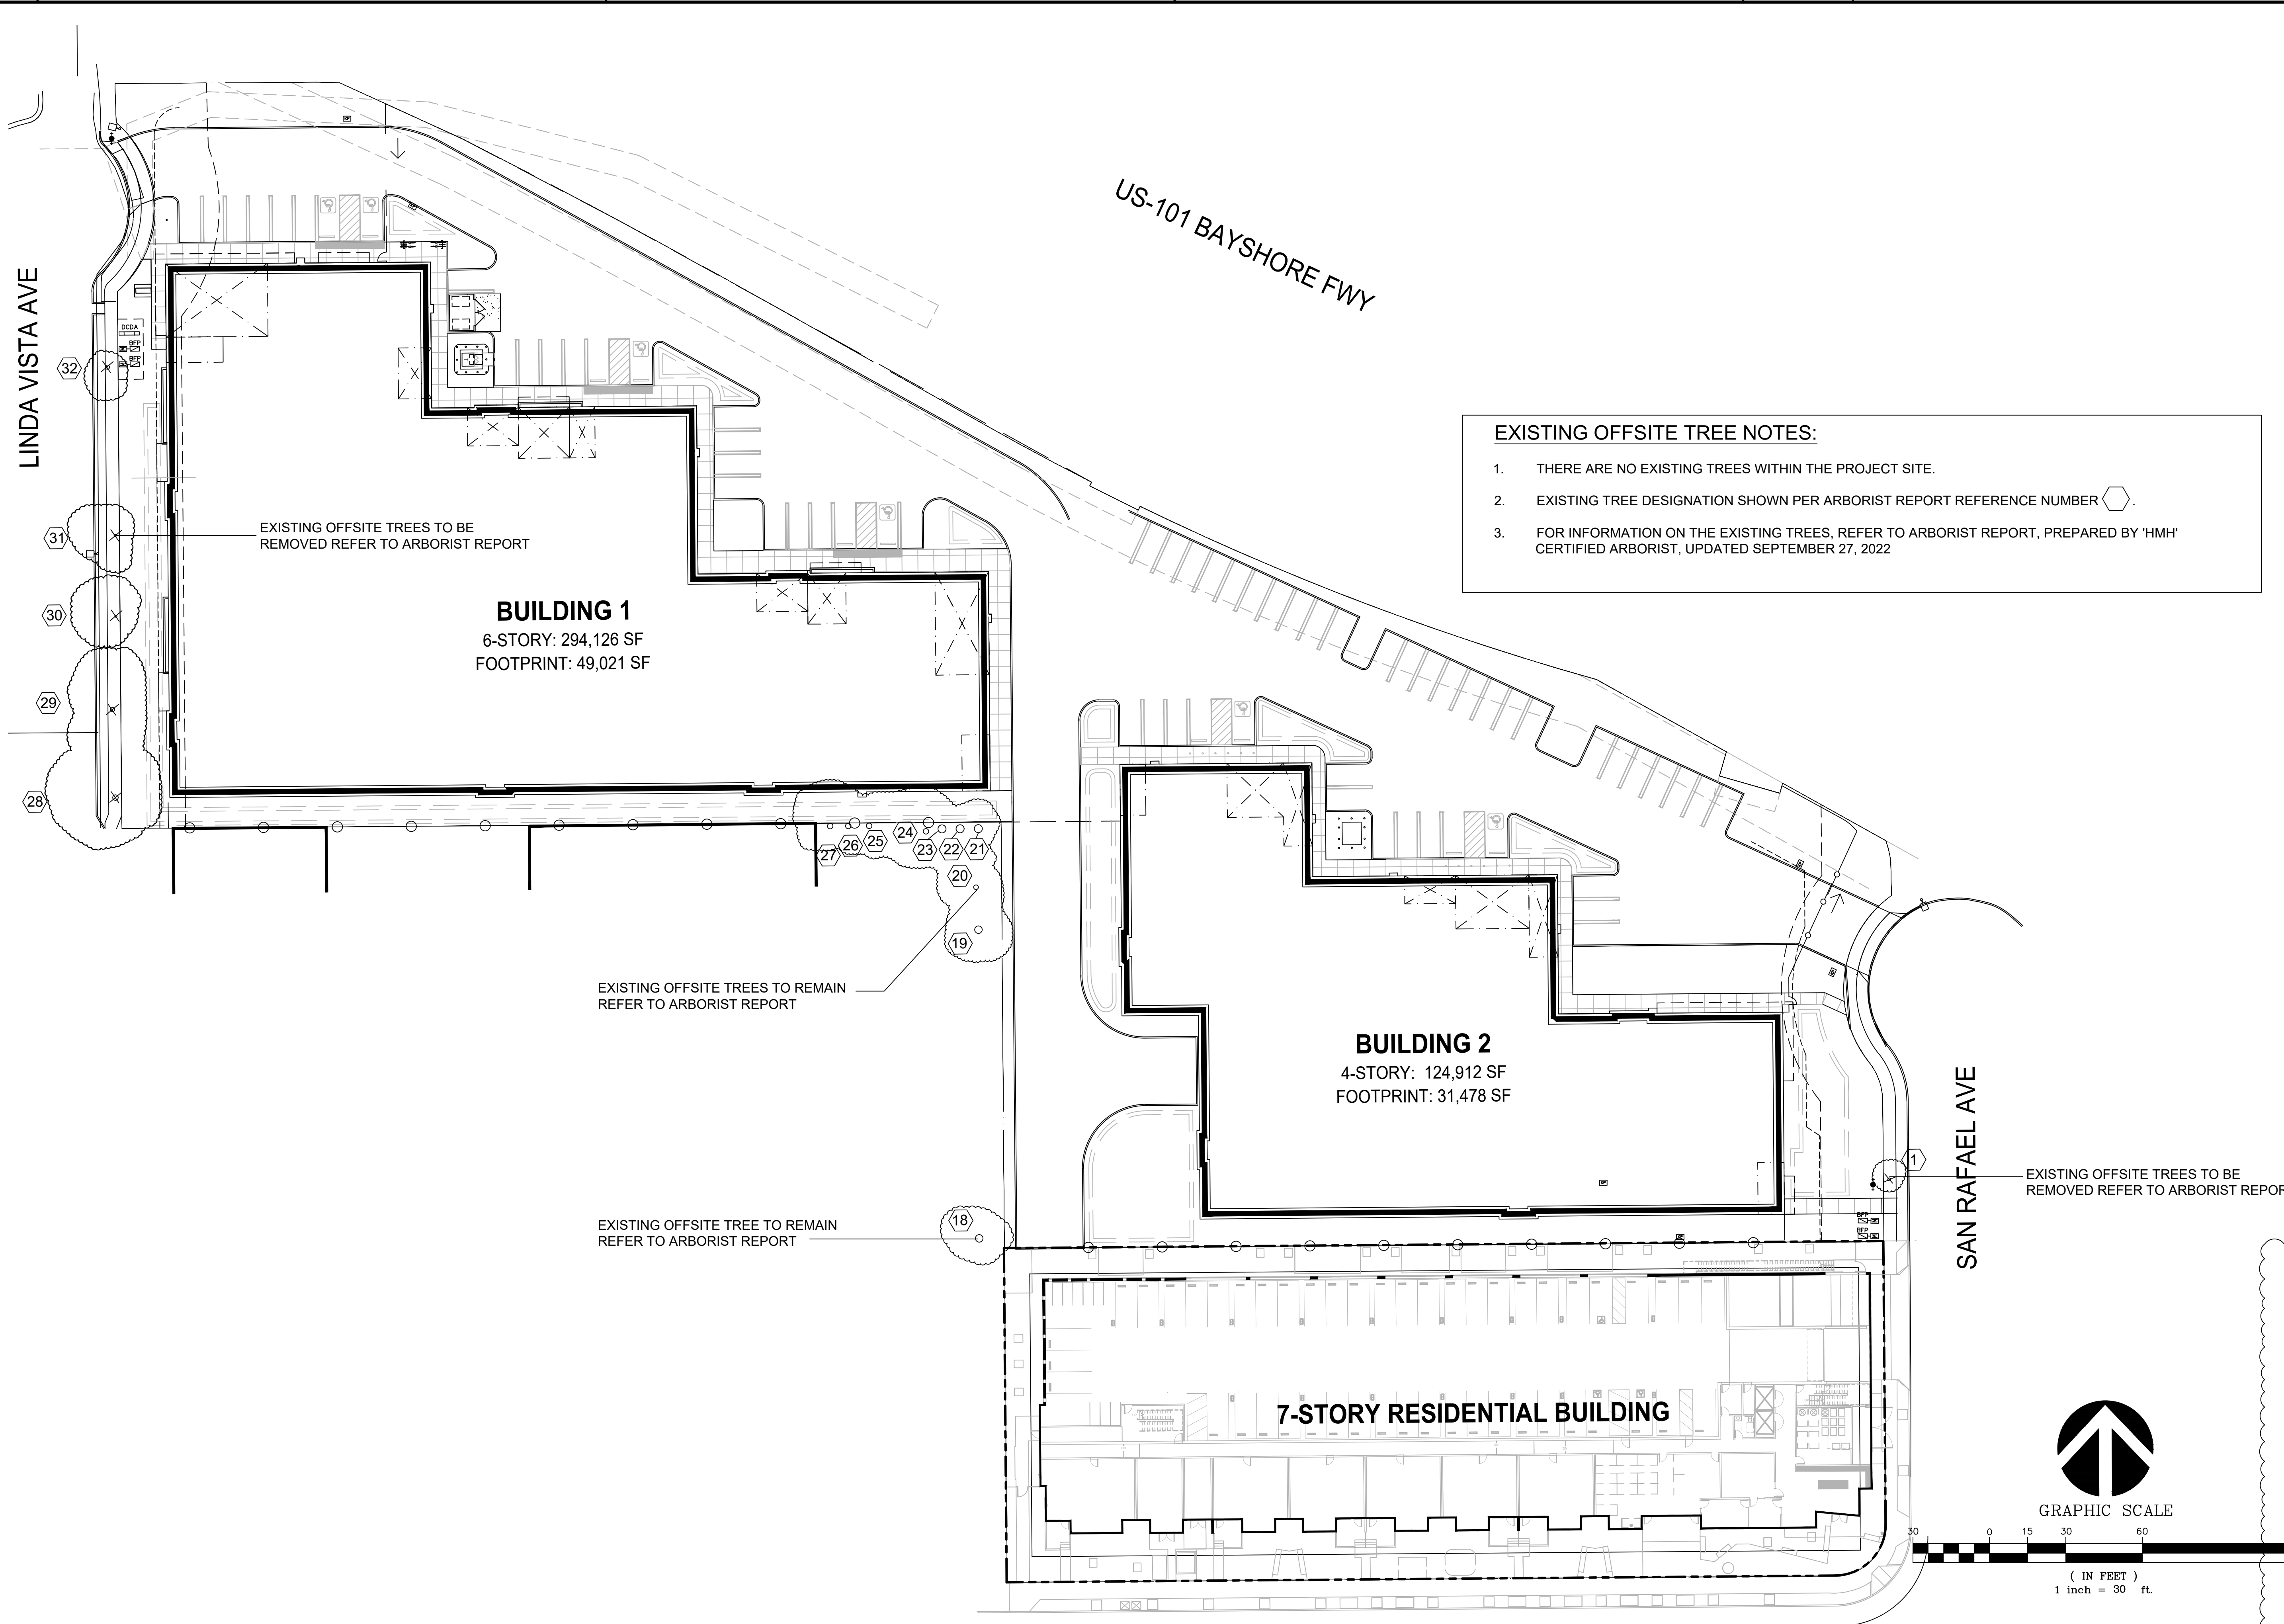 US-101 BAYSHORE FWY
LINDA VISTA AVE
DCDA
BFP
BFP
32
31
30
29
28
EXISTING OFFSITE TREES TO BE
REMOVED REFER TO ARBORIST REPORT
BUILDING 1
6-STORY: 294,126 SF
FOOTPRINT: 49,021 SF
EXISTING OFFSITE TREE NOTES:
1. THERE ARE NO EXISTING TREES WITHIN THE PROJECT SITE.
2. EXISTING TREE DESIGNATION SHOWN PER ARBORIST REPORT REFERENCE NUMBER .
3. FOR INFORMATION ON THE EXISTING TREES, REFER TO ARBORIST REPORT, PREPARED BY 'HMH'
CERTIFIED ARBORIST, UPDATED SEPTEMBER 27, 2022
27
26
25
24
23
22
21
20
19
EXISTING OFFSITE TREES TO REMAIN
REFER TO ARBORIST REPORT
BUILDING 2
4-STORY: 124,912 SF
FOOTPRINT: 31,478 SF
SAN RAFAEL AVE
1
EXISTING OFFSITE TREES TO BE
REMOVED REFER TO ARBORIST REPOR
BFP
BFP
18
EXISTING OFFSITE TREE TO REMAIN
REFER TO ARBORIST REPORT
7-STORY RESIDENTIAL BUILDING
GRAPHIC SCALE
30 0 15 30 60
( IN FEET )
1 inch = 30 ft.